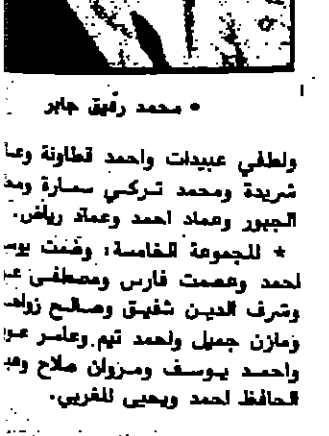 • محمد رفيق جابر
ولطفي عبيدات واحمد قطاونة
شريدة ومحمد تركي سمارة
الجبور وعماد احمد وعماد رياض.
* المجموعة الخامسة: وضمت
احمد وعصمت فارس ومصطفى
وشرف الدين شفيق وصالح
ومازن جميل واحمد تيم وعامر
واحمد يوسف ومروان صلاح
الحافظ احمد ويحيى المغربي.